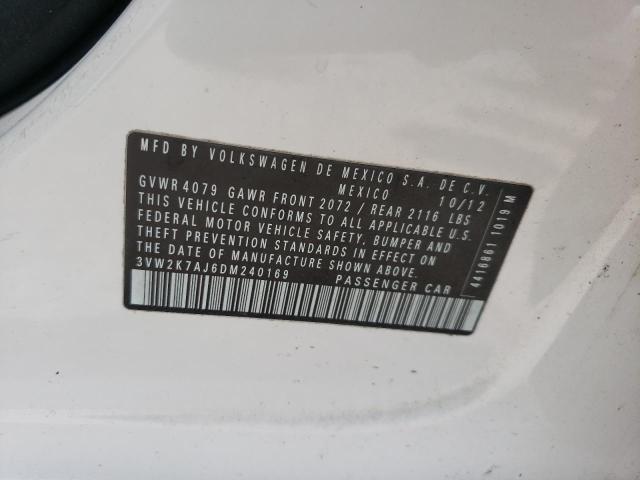 MFD BY VOLKSWAGEN DE MEXICO S.A. DE C.V.
MEXICO 10/12
GVWR 4079 GAWR FRONT 2072 / REAR 2116 LBS
THIS VEHICLE CONFORMS TO ALL APPLICABLE U.S.
FEDERAL MOTOR VEHICLE SAFETY, BUMPER AND
THEFT PREVENTION STANDARDS IN EFFECT ON
THE DATE OF MANUFACTURE SHOWN ABOVE.
3VW2K7AJ6DM240169 PASSENGER CAR
4416861 1019 M